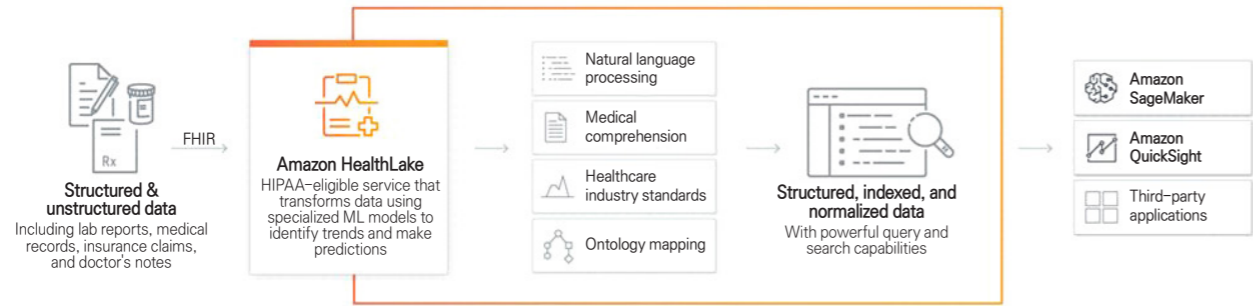 Rx
Structured &
unstructured data
Including lab reports, medical
records, insurance claims,
and doctor's notes
FHIR
Amazon HealthLake
HIPAA-eligible service that
transforms data using
specialized ML models to
identify trends and make
predictions
Natural language
processing
Medical
comprehension
Healthcare
industry standards
Ontology mapping
Structured, indexed, and
normalized data
With powerful query and
search capabilities
Amazon
SageMaker
Amazon
QuickSight
Third-party
applications